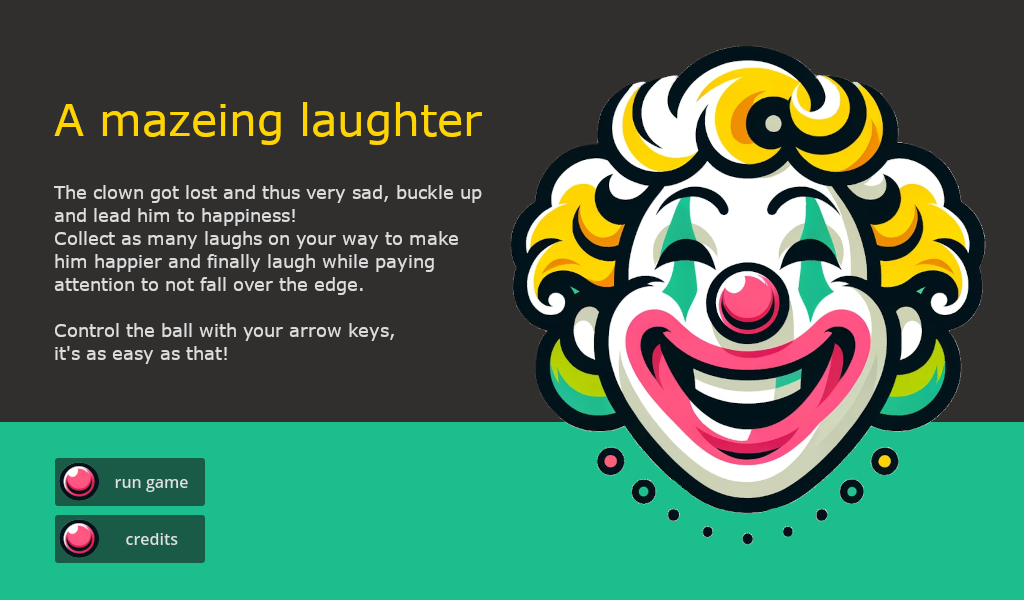 A mazeing laughter
The clown got lost and thus very sad, buckle up
and lead him to happiness!
Collect as many laughs on your way to make
him happier and finally laugh while paying
attention to not fall over the edge.
Control the ball with your arrow keys,
it's as easy as that!
run game
credits